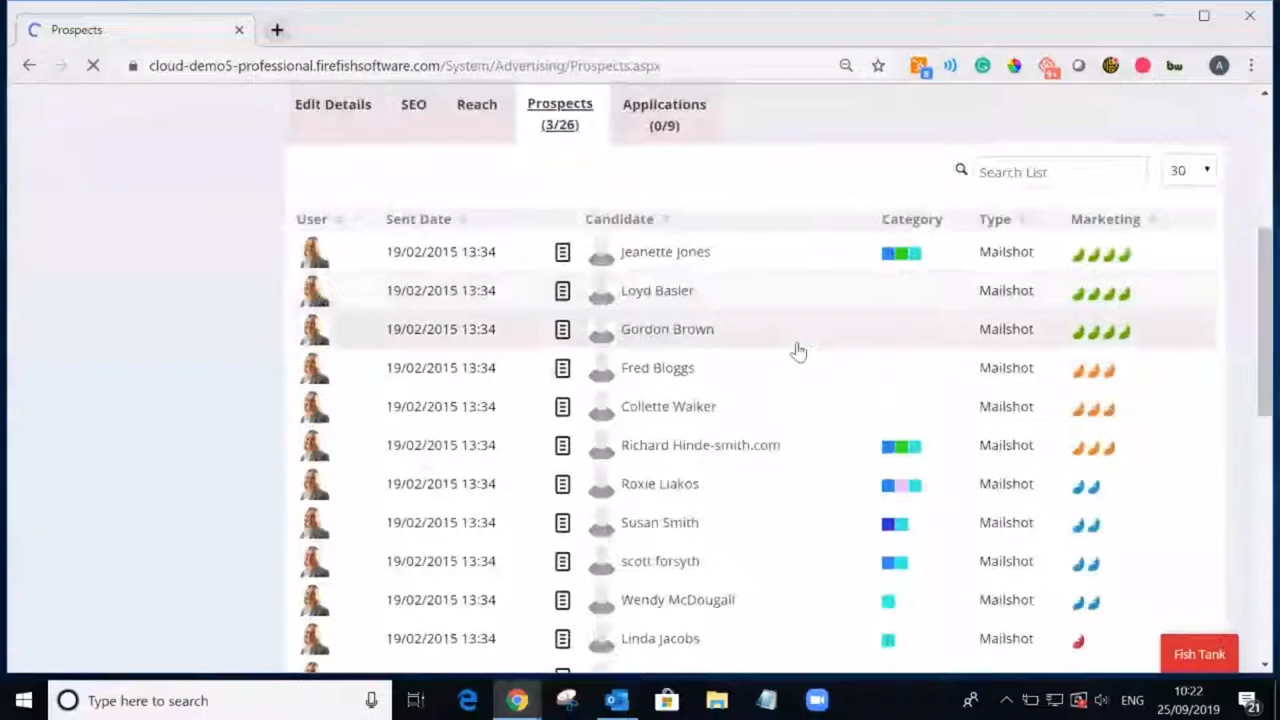 Prospects
cloud-demo5-professional.firefishsoftware.com/System/Advertising/Prospects.aspx
8
9+
bw
A
Edit Details SEO Reach Prospects (3/26) Applications (0/9)
Search List 30
User Sent Date Candidate Category Type Marketing
19/02/2015 13:34 Jeanette Jones Mailshot
19/02/2015 13:34 Loyd Basler Mailshot
19/02/2015 13:34 Gordon Brown Mailshot
19/02/2015 13:34 Fred Bloggs Mailshot
19/02/2015 13:34 Collette Walker Mailshot
19/02/2015 13:34 Richard Hinde-smith.com Mailshot
19/02/2015 13:34 Roxie Liakos Mailshot
19/02/2015 13:34 Susan Smith Mailshot
19/02/2015 13:34 scott forsyth Mailshot
19/02/2015 13:34 Wendy McDougall Mailshot
19/02/2015 13:34 Linda Jacobs Mailshot
Fish Tank
Type here to search
ENG
10:22
25/09/2019
21